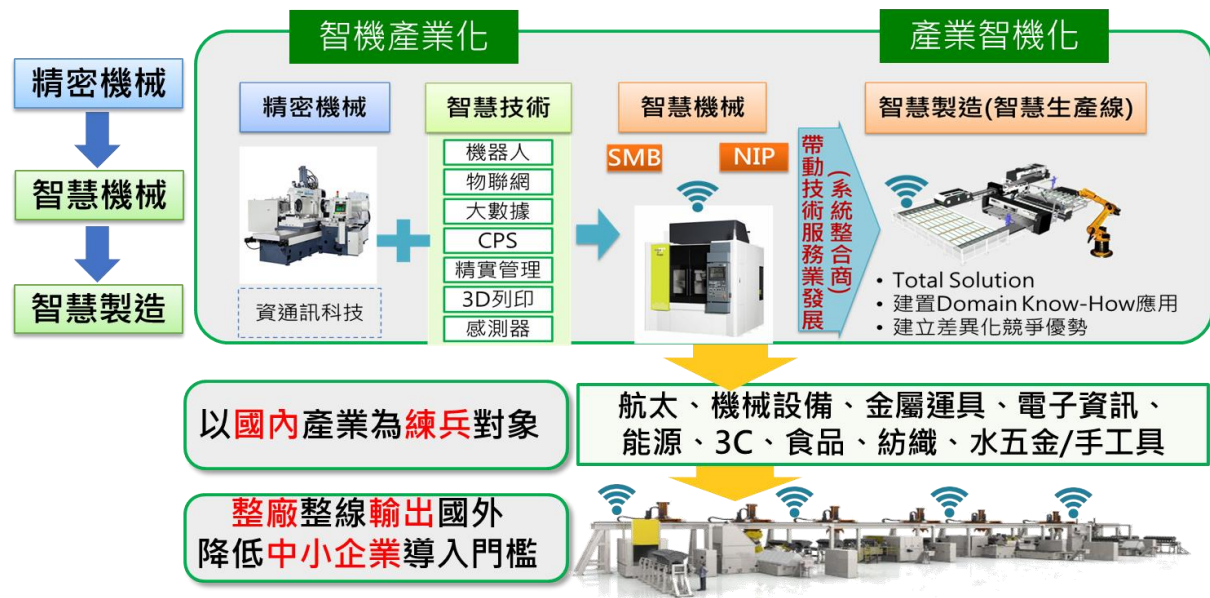 智機產業化
產業智機化
精密機械
智慧機械
智慧製造
精密機械
資通訊科技
智慧技術
機器人
物聯網
大數據
CPS
精實管理
3D列印
感測器
智慧機械
SMB
NIP
帶動技術服務業發展
(系統整合商)
智慧製造(智慧生產線)
• Total Solution
• 建置Domain Know-How應用
• 建立差異化競爭優勢
以國內產業為練兵對象
航太、機械設備、金屬運具、電子資訊、
能源、3C、食品、紡織、水五金/手工具
整廠整線輸出國外
降低中小企業導入門檻